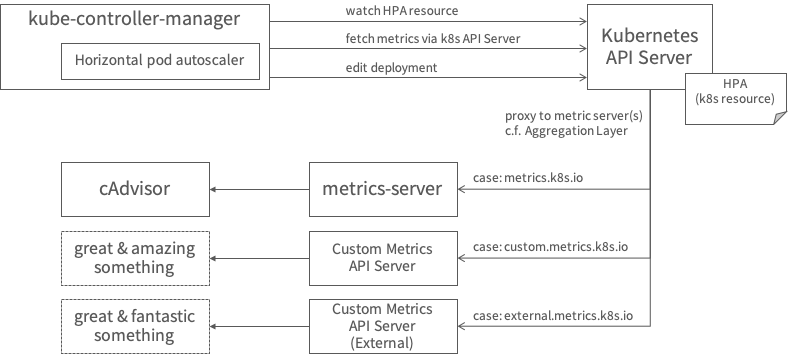 kube-controller-manager
Horizontal pod autoscaler
watch HPA resource
fetch metrics via k8s API Server
edit deployment
Kubernetes
API Server
HPA
(k8s resource)
proxy to metric server(s)
c.f. Aggregation Layer
cAdvisor
metrics-server
case: metrics.k8s.io
great & amazing
something
Custom Metrics
API Server
case: custom.metrics.k8s.io
great & fantastic
something
Custom Metrics
API Server
(External)
case: external.metrics.k8s.io